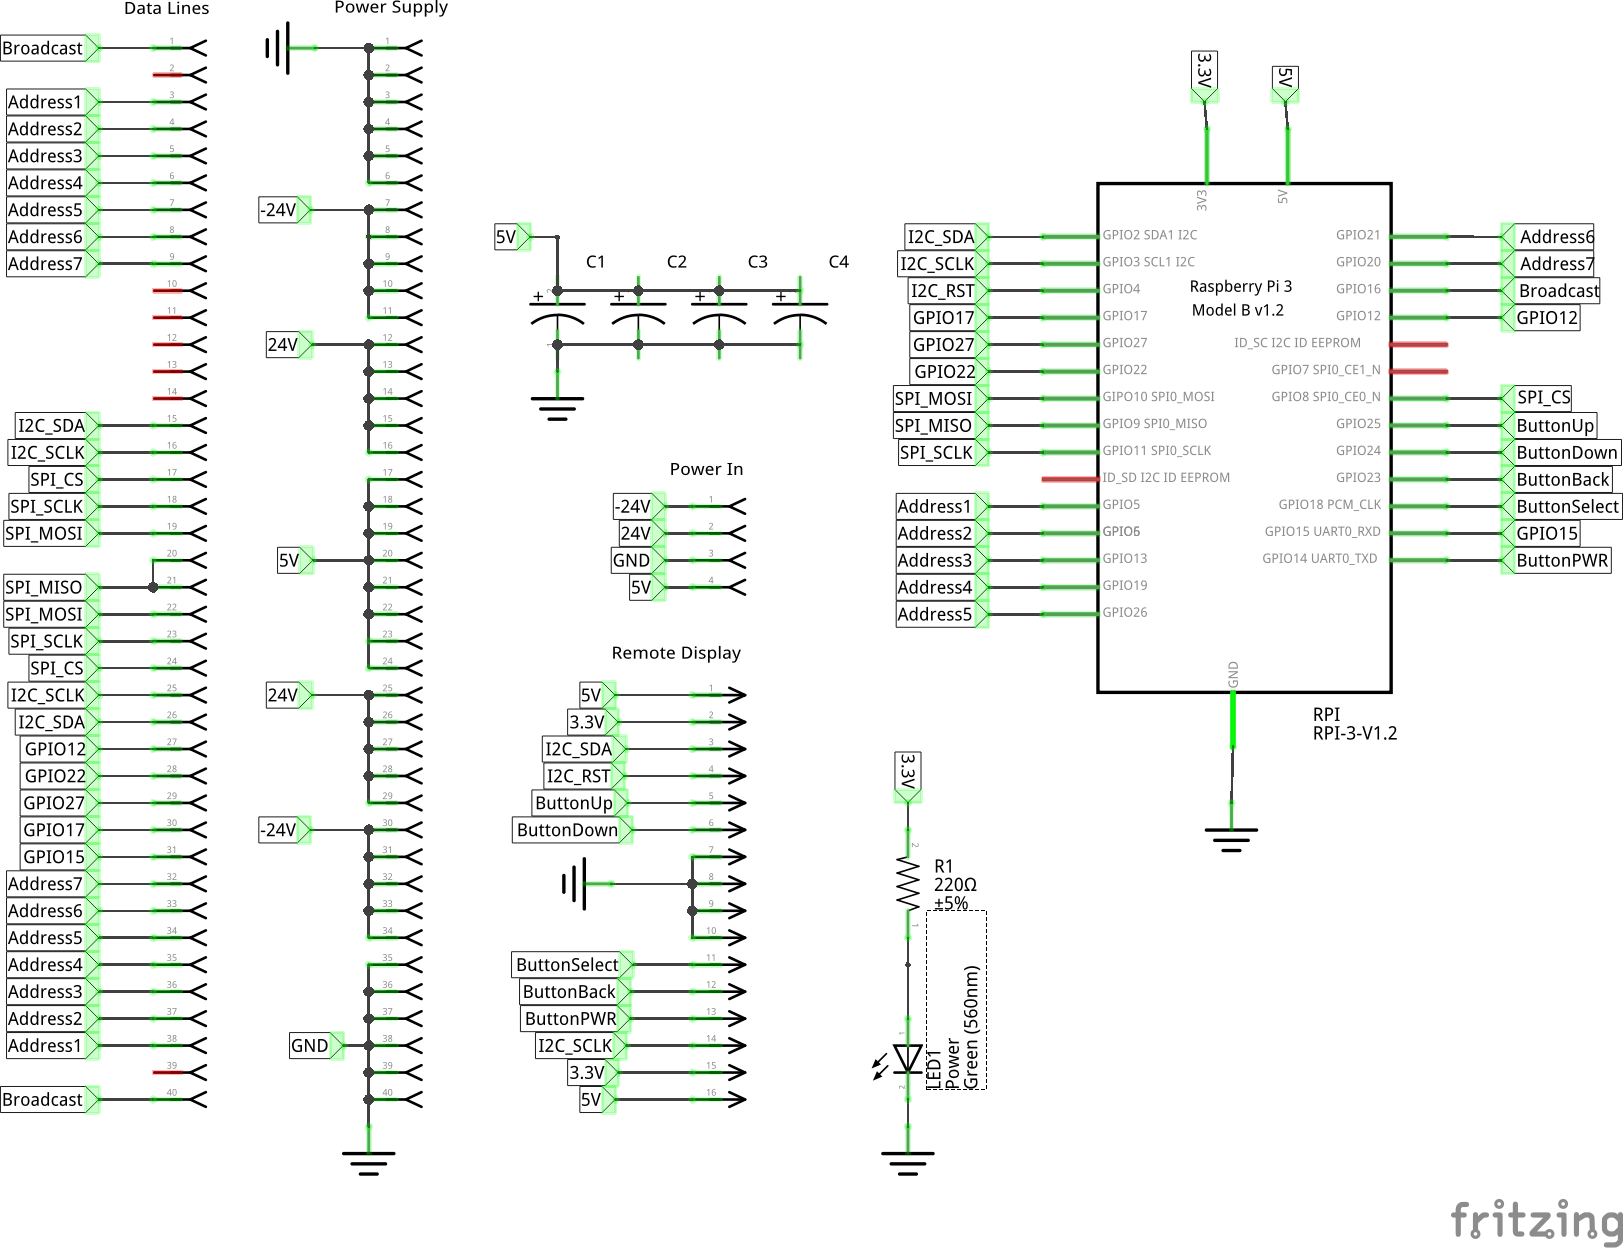 Data Lines
Broadcast 1
2
Address1 3
Address2 4
Address3 5
Address4 6
Address5 7
Address6 8
Address7 9
10
11
12
13
14
I2C_SDA 15
I2C_SCLK 16
SPI_CS 17
SPI_SCLK 18
SPI_MOSI 19
20
SPI_MISO 21
SPI_MOSI 22
SPI_SCLK 23
SPI_CS 24
I2C_SCLK 25
I2C_SDA 26
GPIO12 27
GPIO22 28
GPIO27 29
GPIO17 30
GPIO15 31
Address7 32
Address6 33
Address5 34
Address4 35
Address3 36
Address2 37
Address1 38
39
Broadcast 40
Power Supply
1
2
3
4
5
6
-24V 7
8
9
10
11
24V 12
13
14
15
16
17
18
19
5V 20
21
22
23
24
24V 25
26
27
28
29
-24V 30
31
32
33
34
35
36
37
GND 38
39
40
5V
C1 C2 C3 C4
+ + + +
2
1
Power In
-24V 1
24V 2
GND 3
5V 4
Remote Display
5V 1
3.3V 2
I2C_SDA 3
I2C_RST 4
ButtonUp 5
ButtonDown 6
7
8
9
10
ButtonSelect 11
ButtonBack 12
ButtonPWR 13
I2C_SCLK 14
3.3V 15
5V 16
3.3V
2
R1
220Ω
±5%
1
1
LED1
Power
Green (560nm)
2
3.3V 5V
3V3 5V
I2C_SDA GPIO2 SDA1 I2C
I2C_SCLK GPIO3 SCL1 I2C
I2C_RST GPIO4
GPIO17 GPIO17
GPIO27 GPIO27
GPIO22 GPIO22
SPI_MOSI GIPO10 SPI0_MOSI
SPI_MISO GPIO9 SPI0_MISO
SPI_SCLK GPIO11 SPI0_SCLK
ID_SD I2C ID EEPROM
Address1 GPIO5
Address2 GPIO6
Address3 GPIO13
Address4 GPIO19
Address5 GPIO26
Raspberry Pi 3
Model B v1.2
GPIO21 Address6
GPIO20 Address7
GPIO16 Broadcast
GPIO12 GPIO12
ID_SC I2C ID EEPROM
GPIO7 SPI0_CE1_N
GPIO8 SPI0_CE0_N SPI_CS
GPIO25 ButtonUp
GPIO24 ButtonDown
GPIO23 ButtonBack
GPIO18 PCM_CLK ButtonSelect
GPIO15 UART0_RXD GPIO15
GPIO14 UART0_TXD ButtonPWR
GND
RPI
RPI-3-V1.2
fritzing